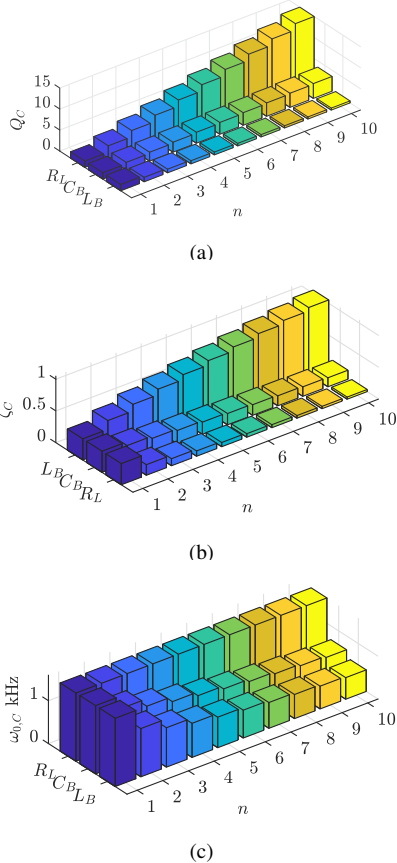 15
10
5
0
Q_C
R_L C_B L_B
1 2 3 4 5 6 7 8 9 10
n
(a)
1
0.5
0
ζ_C
L_B C_B R_L
1 2 3 4 5 6 7 8 9 10
n
(b)
1
0
ω_{0,C} kHz
R_L C_B L_B
1 2 3 4 5 6 7 8 9 10
n
(c)